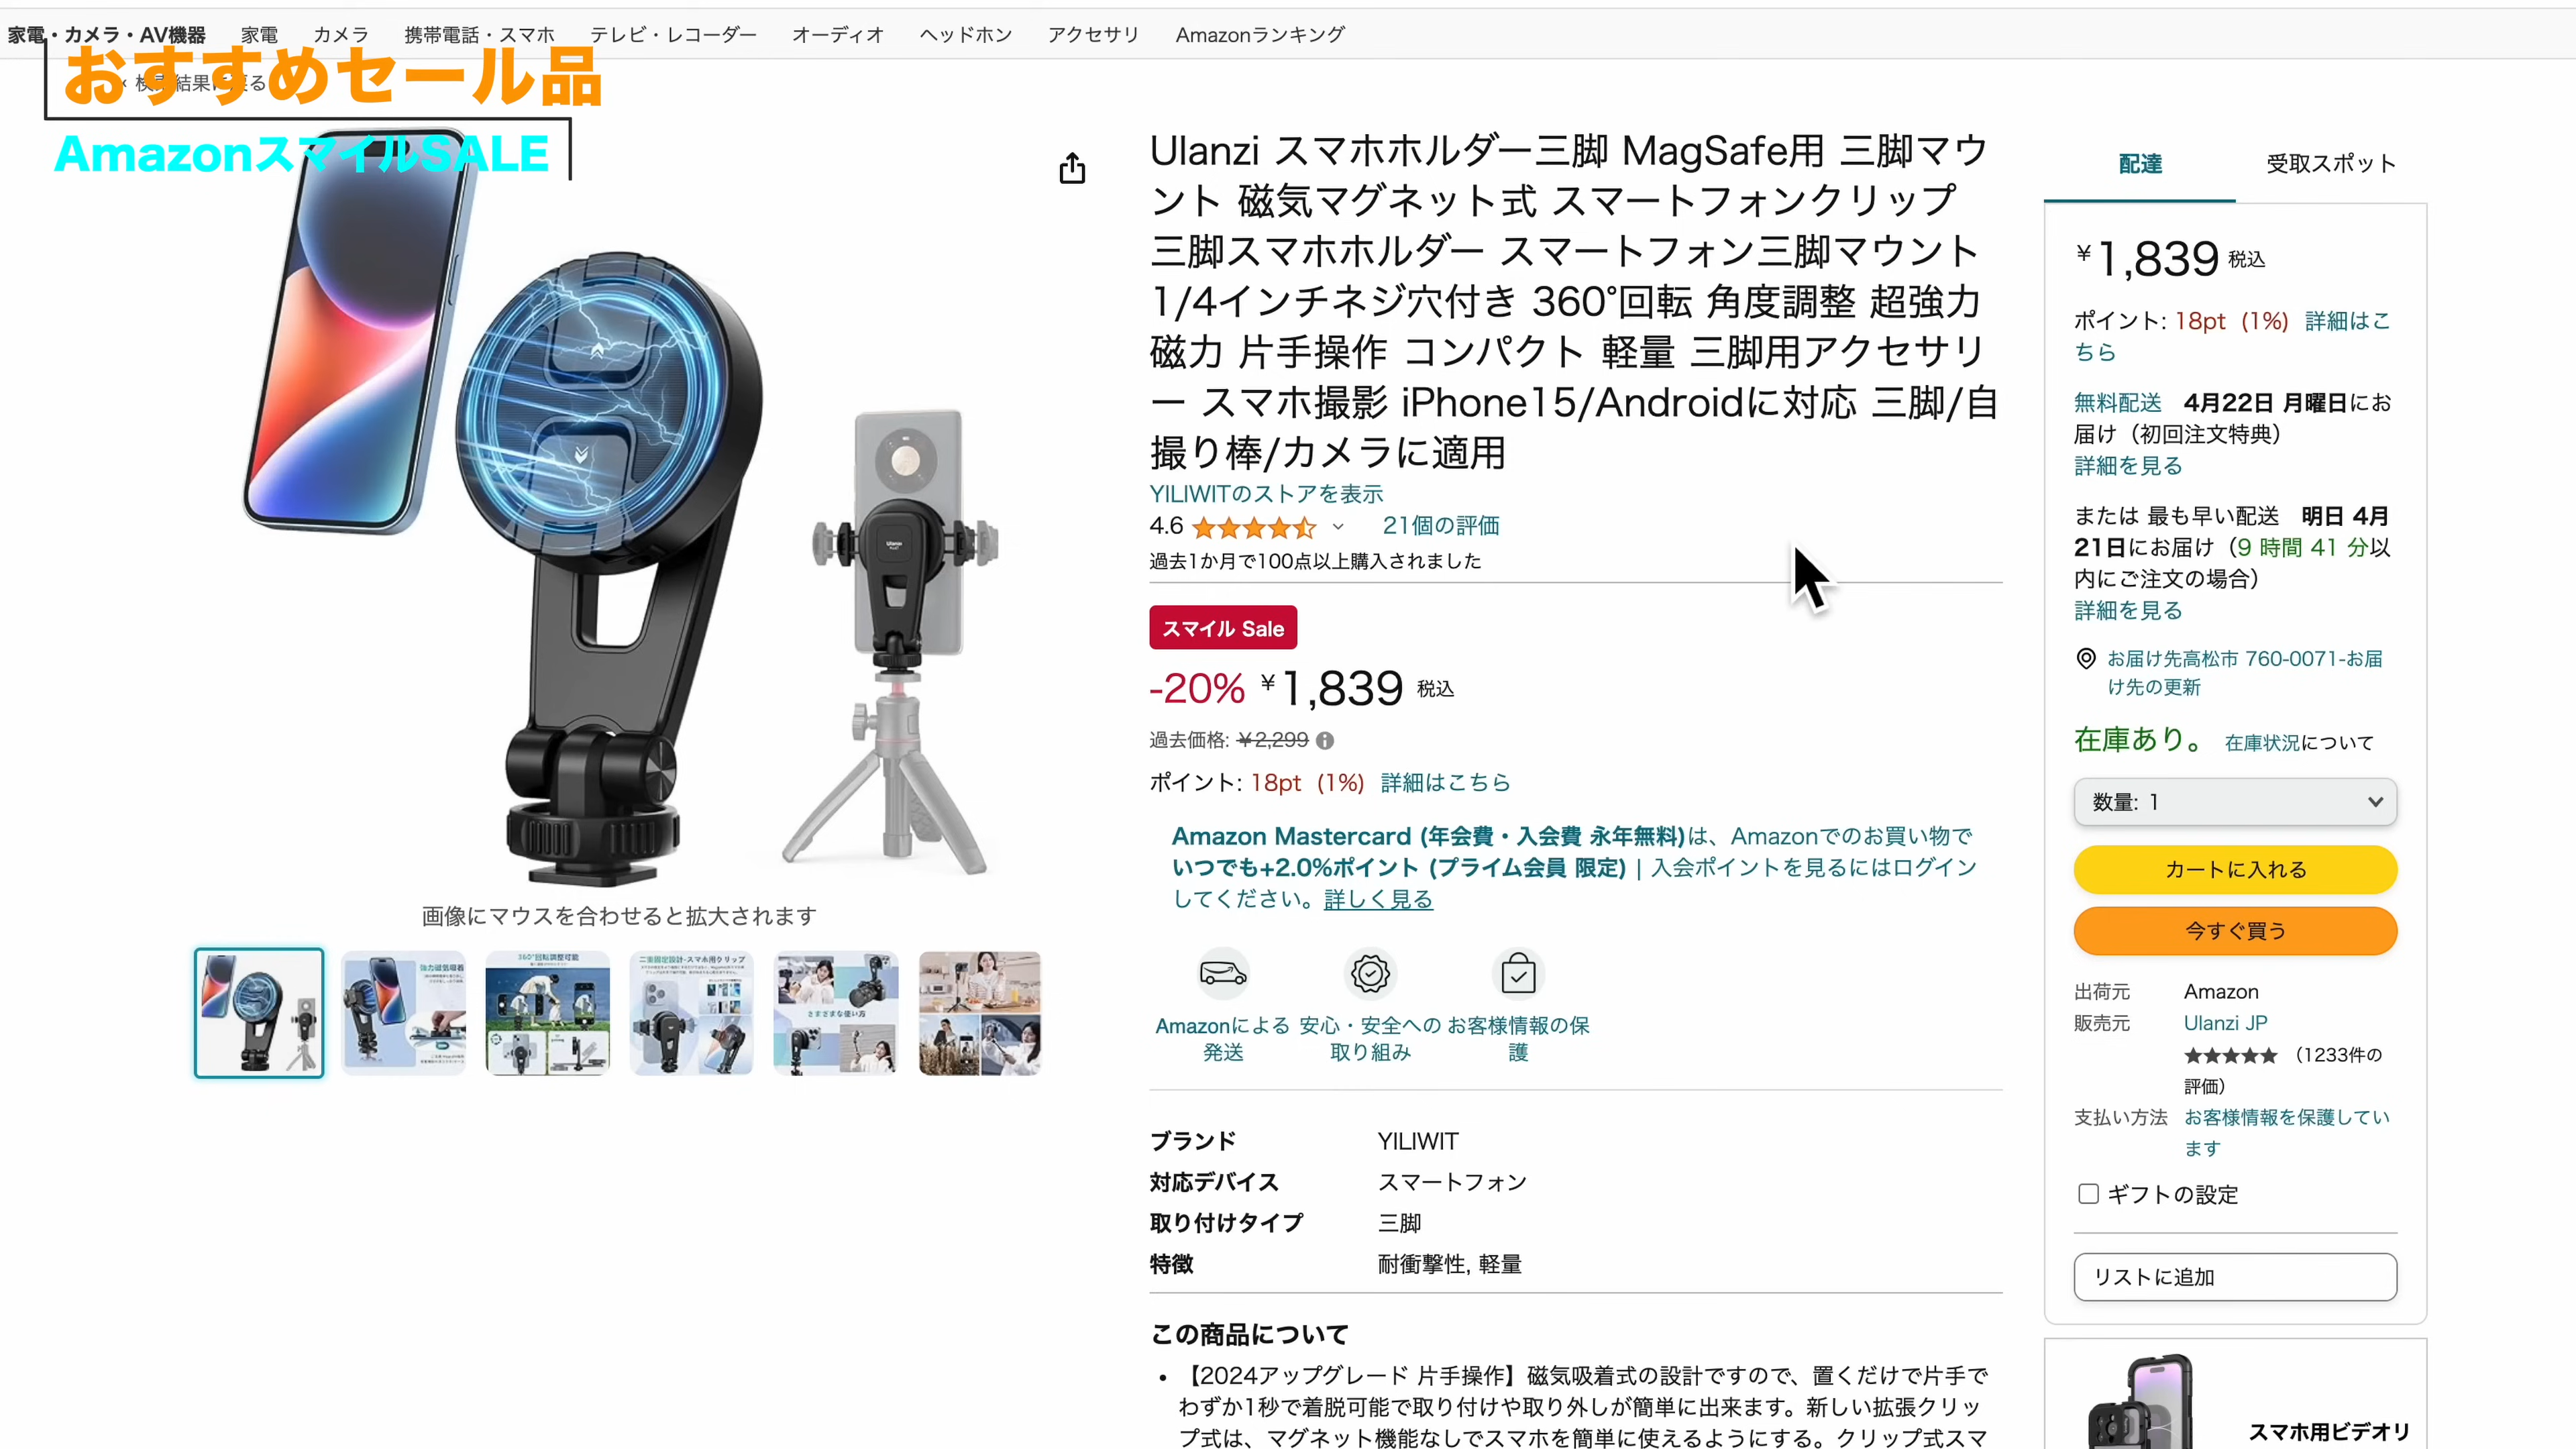 家電・カメラ・AV機器 家電 カメラ 携帯電話・スマホ テレビ・レコーダー オーディオ ヘッドホン アクセサリ Amazonランキング
おすすめセール品
AmazonスマイルSALE
Ulanzi スマホホルダー三脚 MagSafe用 三脚マウ
ント 磁気マグネット式 スマートフォンクリップ
三脚スマホホルダー スマートフォン三脚マウント
1/4インチネジ穴付き 360°回転 角度調整 超強力
磁力 片手操作 コンパクト 軽量 三脚用アクセサリ
ー スマホ撮影 iPhone15/Androidに対応 三脚/自
撮り棒/カメラに適用
YILIWITのストアを表示
4.6 21個の評価
過去1か月で100点以上購入されました
スマイル Sale
-20% ¥1,839 税込
過去価格: ¥2,299
ポイント: 18pt (1%) 詳細はこちら
Amazon Mastercard (年会費・入会費 永年無料)は、Amazonでのお買い物で
いつでも+2.0%ポイント (プライム会員 限定) | 入会ポイントを見るにはログイン
してください。詳しく見る
Amazonによる
発送
安心・安全への
取り組み
お客様情報の保
護
ブランド YILIWIT
対応デバイス スマートフォン
取り付けタイプ 三脚
特徴 耐衝撃性, 軽量
この商品について
• 【2024アップグレード 片手操作】磁気吸着式の設計ですので、置くだけで片手で
わずか1秒で着脱可能で取り付けや取り外しが簡単に出来ます。新しい拡張クリッ
プ式は、マグネット機能なしでスマホを簡単に使えるようにする。クリップ式スマ
画像にマウスを合わせると拡大されます
360°回転調整可能
二重固定設計-スマホ用クリップ
さまざまな使い方
配達 受取スポット
¥1,839 税込
ポイント: 18pt (1%) 詳細はこ
ちら
無料配送 4月22日 月曜日にお
届け（初回注文特典）
詳細を見る
または 最も早い配送 明日 4月
21日にお届け（9 時間 41 分以
内にご注文の場合）
詳細を見る
お届け先高松市 760-0071-お届
け先の更新
在庫あり。 在庫状況について
数量: 1
カートに入れる
今すぐ買う
出荷元 Amazon
販売元 Ulanzi JP
（1233件の
評価）
支払い方法 お客様情報を保護してい
ます
ギフトの設定
リストに追加
スマホ用ビデオリ